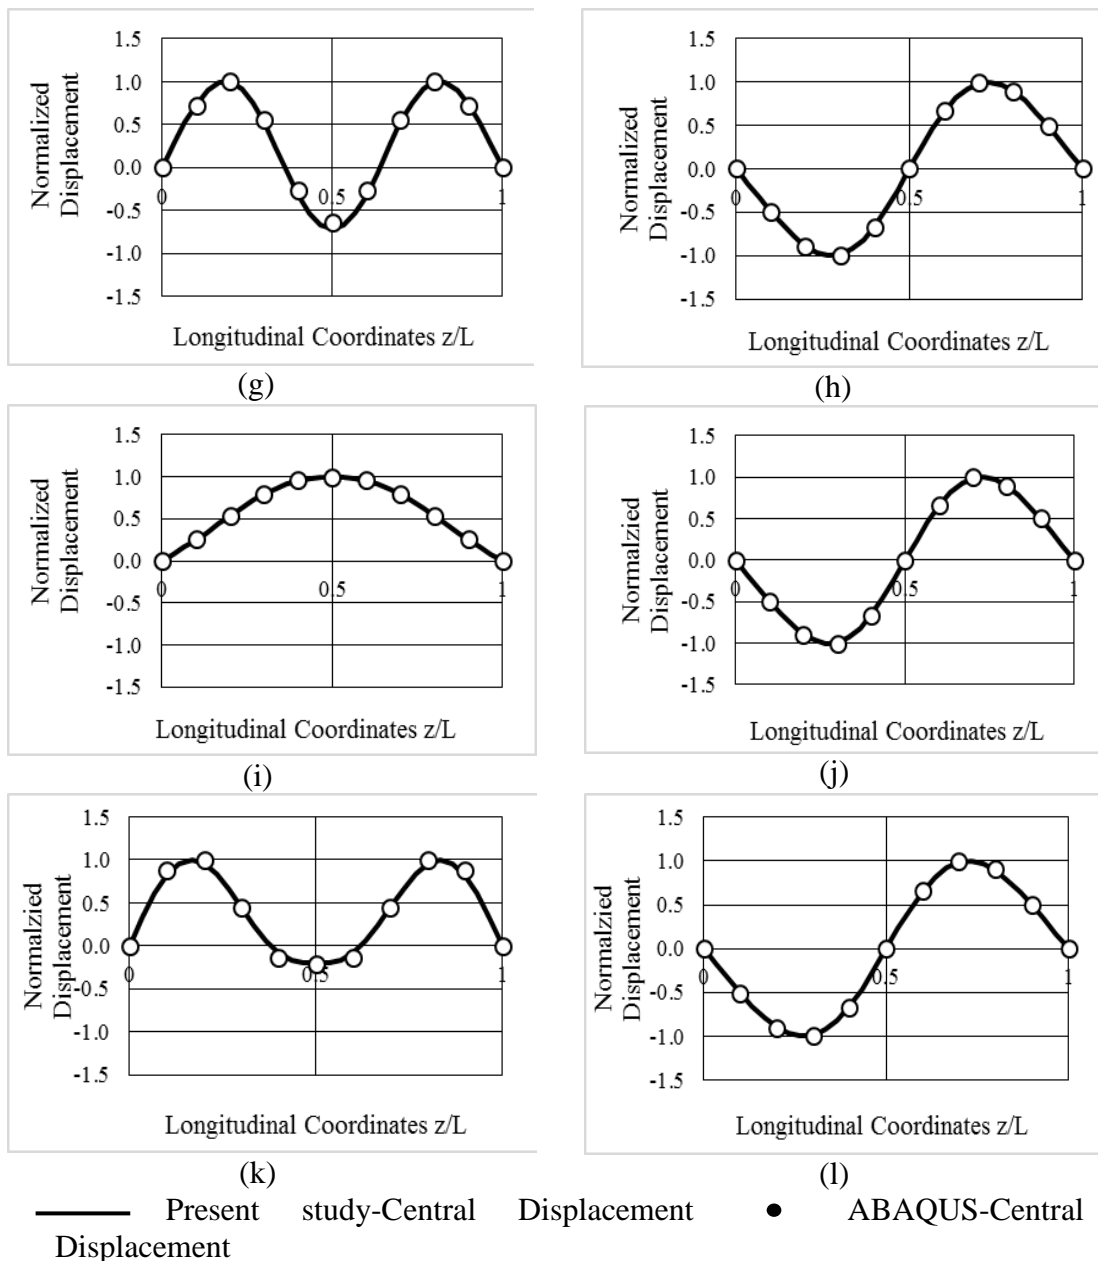 1.5
1.0
0.5
0.0
-0.5
-1.0
-1.5
Normalized
Displacement
0
0.5
1
Longitudinal Coordinates z/L
(g)
1.5
1.0
0.5
0.0
-0.5
-1.0
-1.5
Normalized
Displacement
0
0.5
1
Longitudinal Coordinates z/L
(h)
1.5
1.0
0.5
0.0
-0.5
-1.0
-1.5
Normalized
Displacement
0
0.5
1
Longitudinal Coordinates z/L
(i)
1.5
1.0
0.5
0.0
-0.5
-1.0
-1.5
Normalzied
Displacement
0
0.5
1
Longitudinal Coordinates z/L
(j)
1.5
1.0
0.5
0.0
-0.5
-1.0
-1.5
Normalzied
Displacement
0
0.5
1
Longitudinal Coordinates z/L
(k)
1.5
1.0
0.5
0.0
-0.5
-1.0
-1.5
Normalzied
Displacement
0
0.5
1
Longitudinal Coordinates z/L
(l)
Present study-Central Displacement ● ABAQUS-Central
Displacement